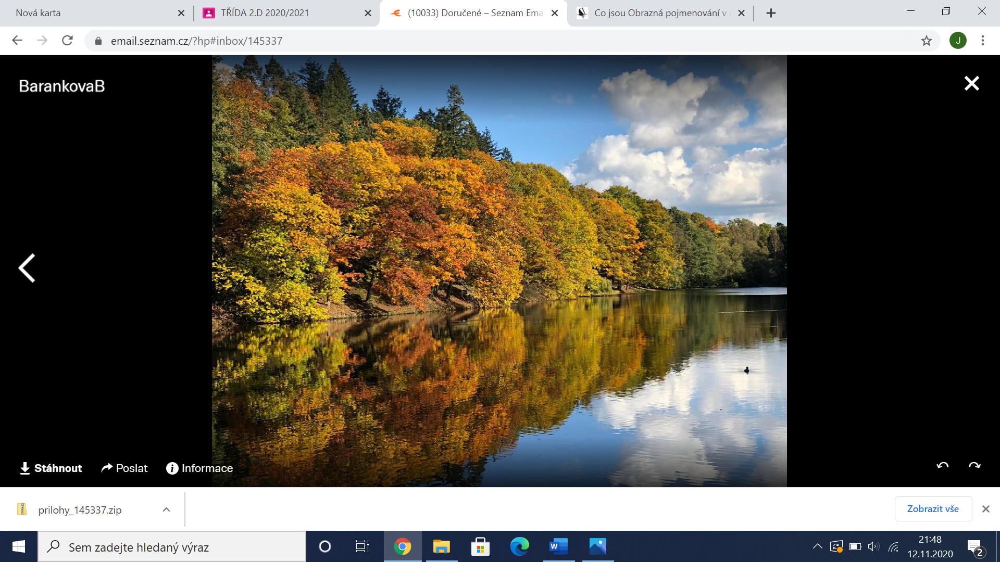 Nová karta
TŘÍDA 2.D 2020/2021
(10033) Doručené – Seznam Ema
Co jsou Obrazná pojmenování v
email.seznam.cz/?hp#inbox/145337
J
BarankovaB
Stáhnout
Poslat
Informace
prilohy_145337.zip
Zobrazit vše
Sem zadejte hledaný výraz
W
21:48
12.11.2020
2